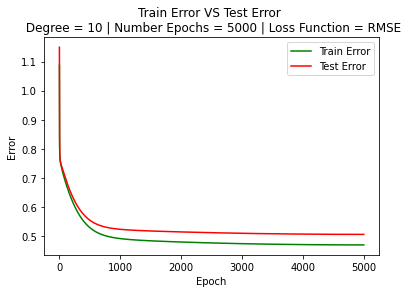 Train Error VS Test Error
Degree = 10 | Number Epochs = 5000 | Loss Function = RMSE
Train Error
Test Error
Error
1.1
1.0
0.9
0.8
0.7
0.6
0.5
0 1000 2000 3000 4000 5000
Epoch